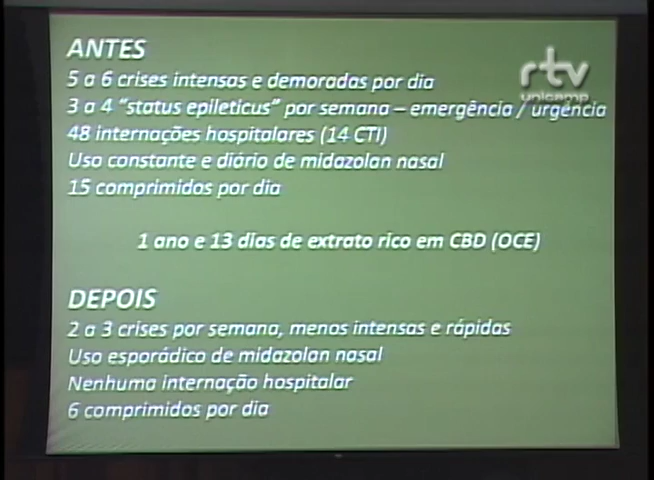 ANTES
5 a 6 crises intensas e demoradas por dia
3 a 4 "status epileticus" por semana – emergência / urgência
48 internações hospitalares (14 CTI)
Uso constante e diário de midazolan nasal
15 comprimidos por dia
1 ano e 13 dias de extrato rico em CBD (OCE)
DEPOIS
2 a 3 crises por semana, menos intensas e rápidas
Uso esporádico de midazolan nasal
Nenhuma internação hospitalar
6 comprimidos por dia
rtv
unicamp